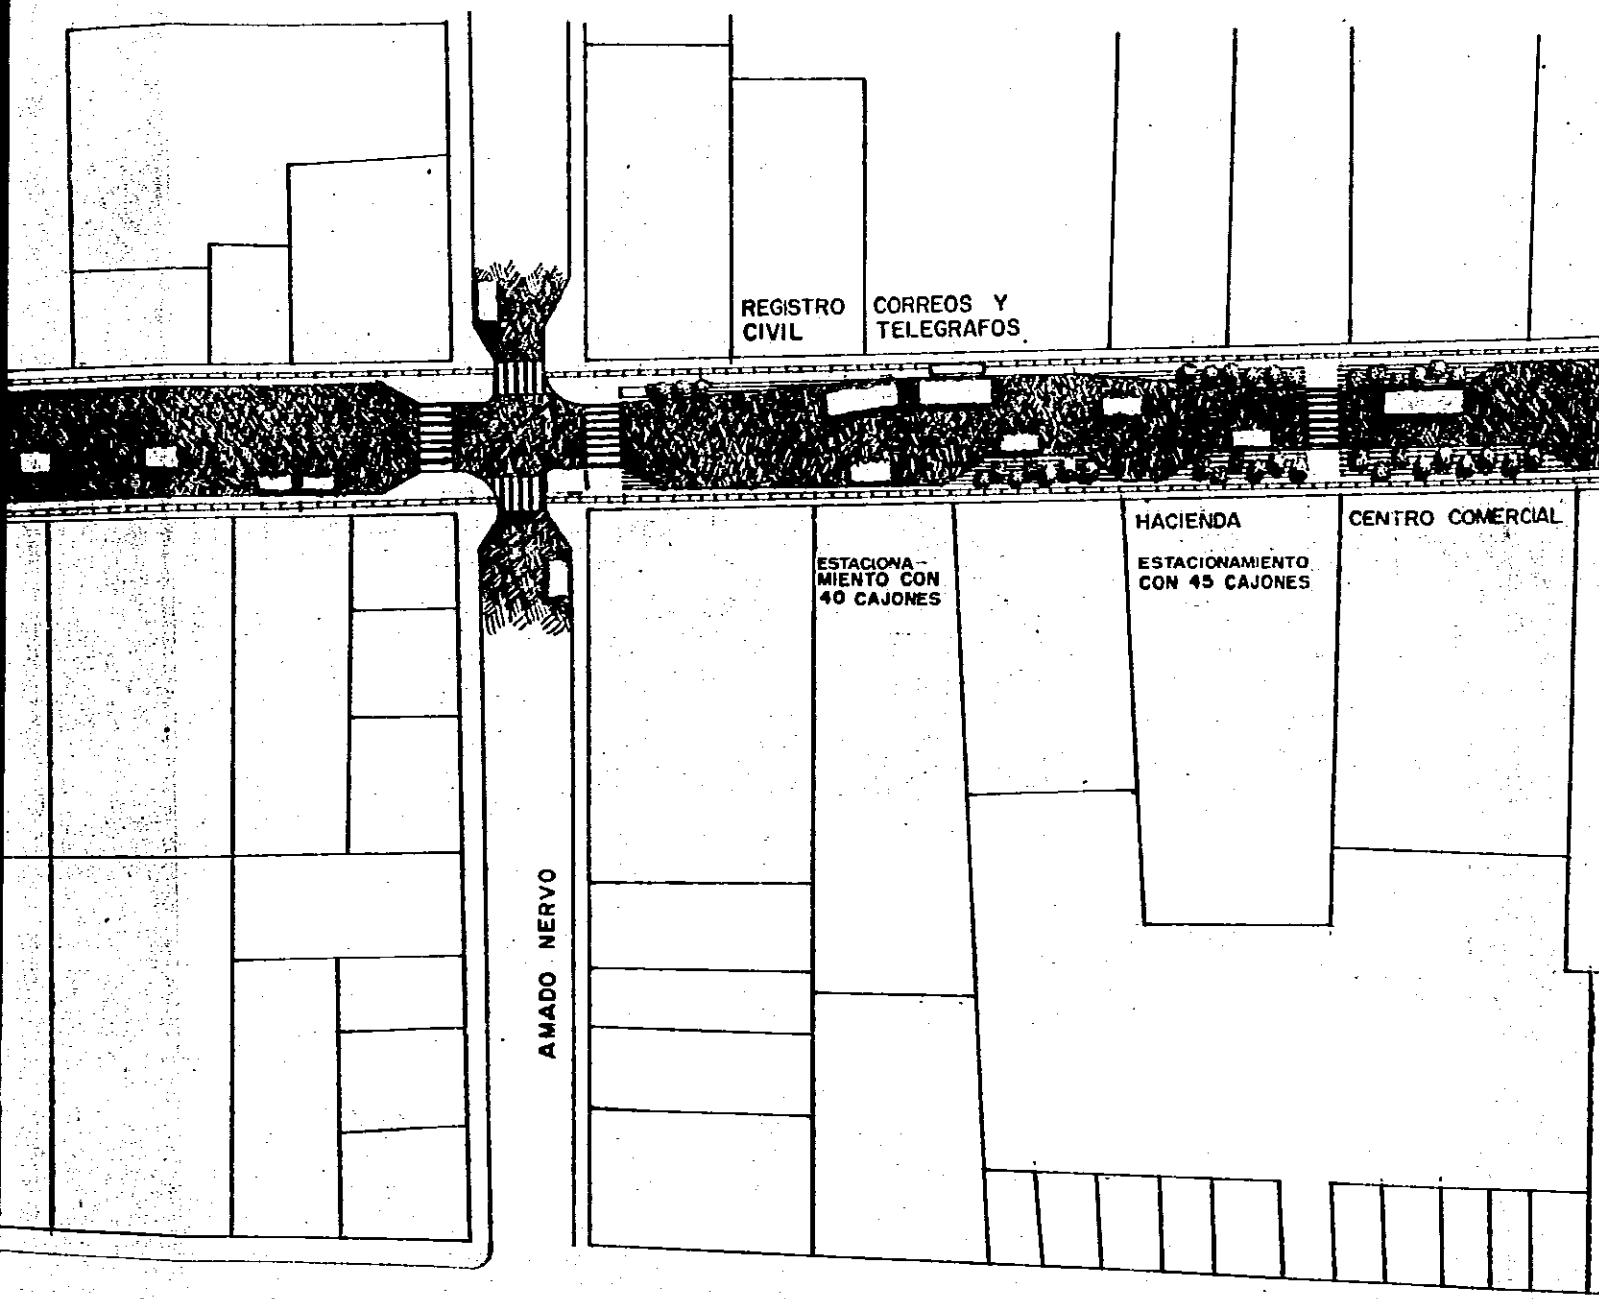 REGISTRO
CIVIL
CORREOS Y
TELEGRAFOS
HACIENDA
ESTACIONAMIENTO
CON 45 CAJONES
CENTRO COMERCIAL
ESTACIONA-
MIENTO CON
40 CAJONES
AMADO NERVO